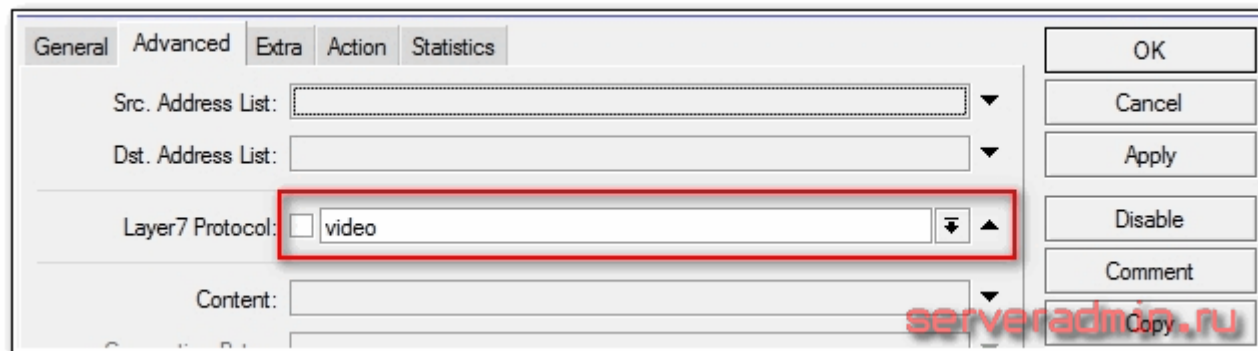 General Advanced Extra Action Statistics
OK
Src. Address List:
Cancel
Dst. Address List:
Apply
Layer7 Protocol: video
Disable
Comment
Content:
Copy
serveradmin.ru